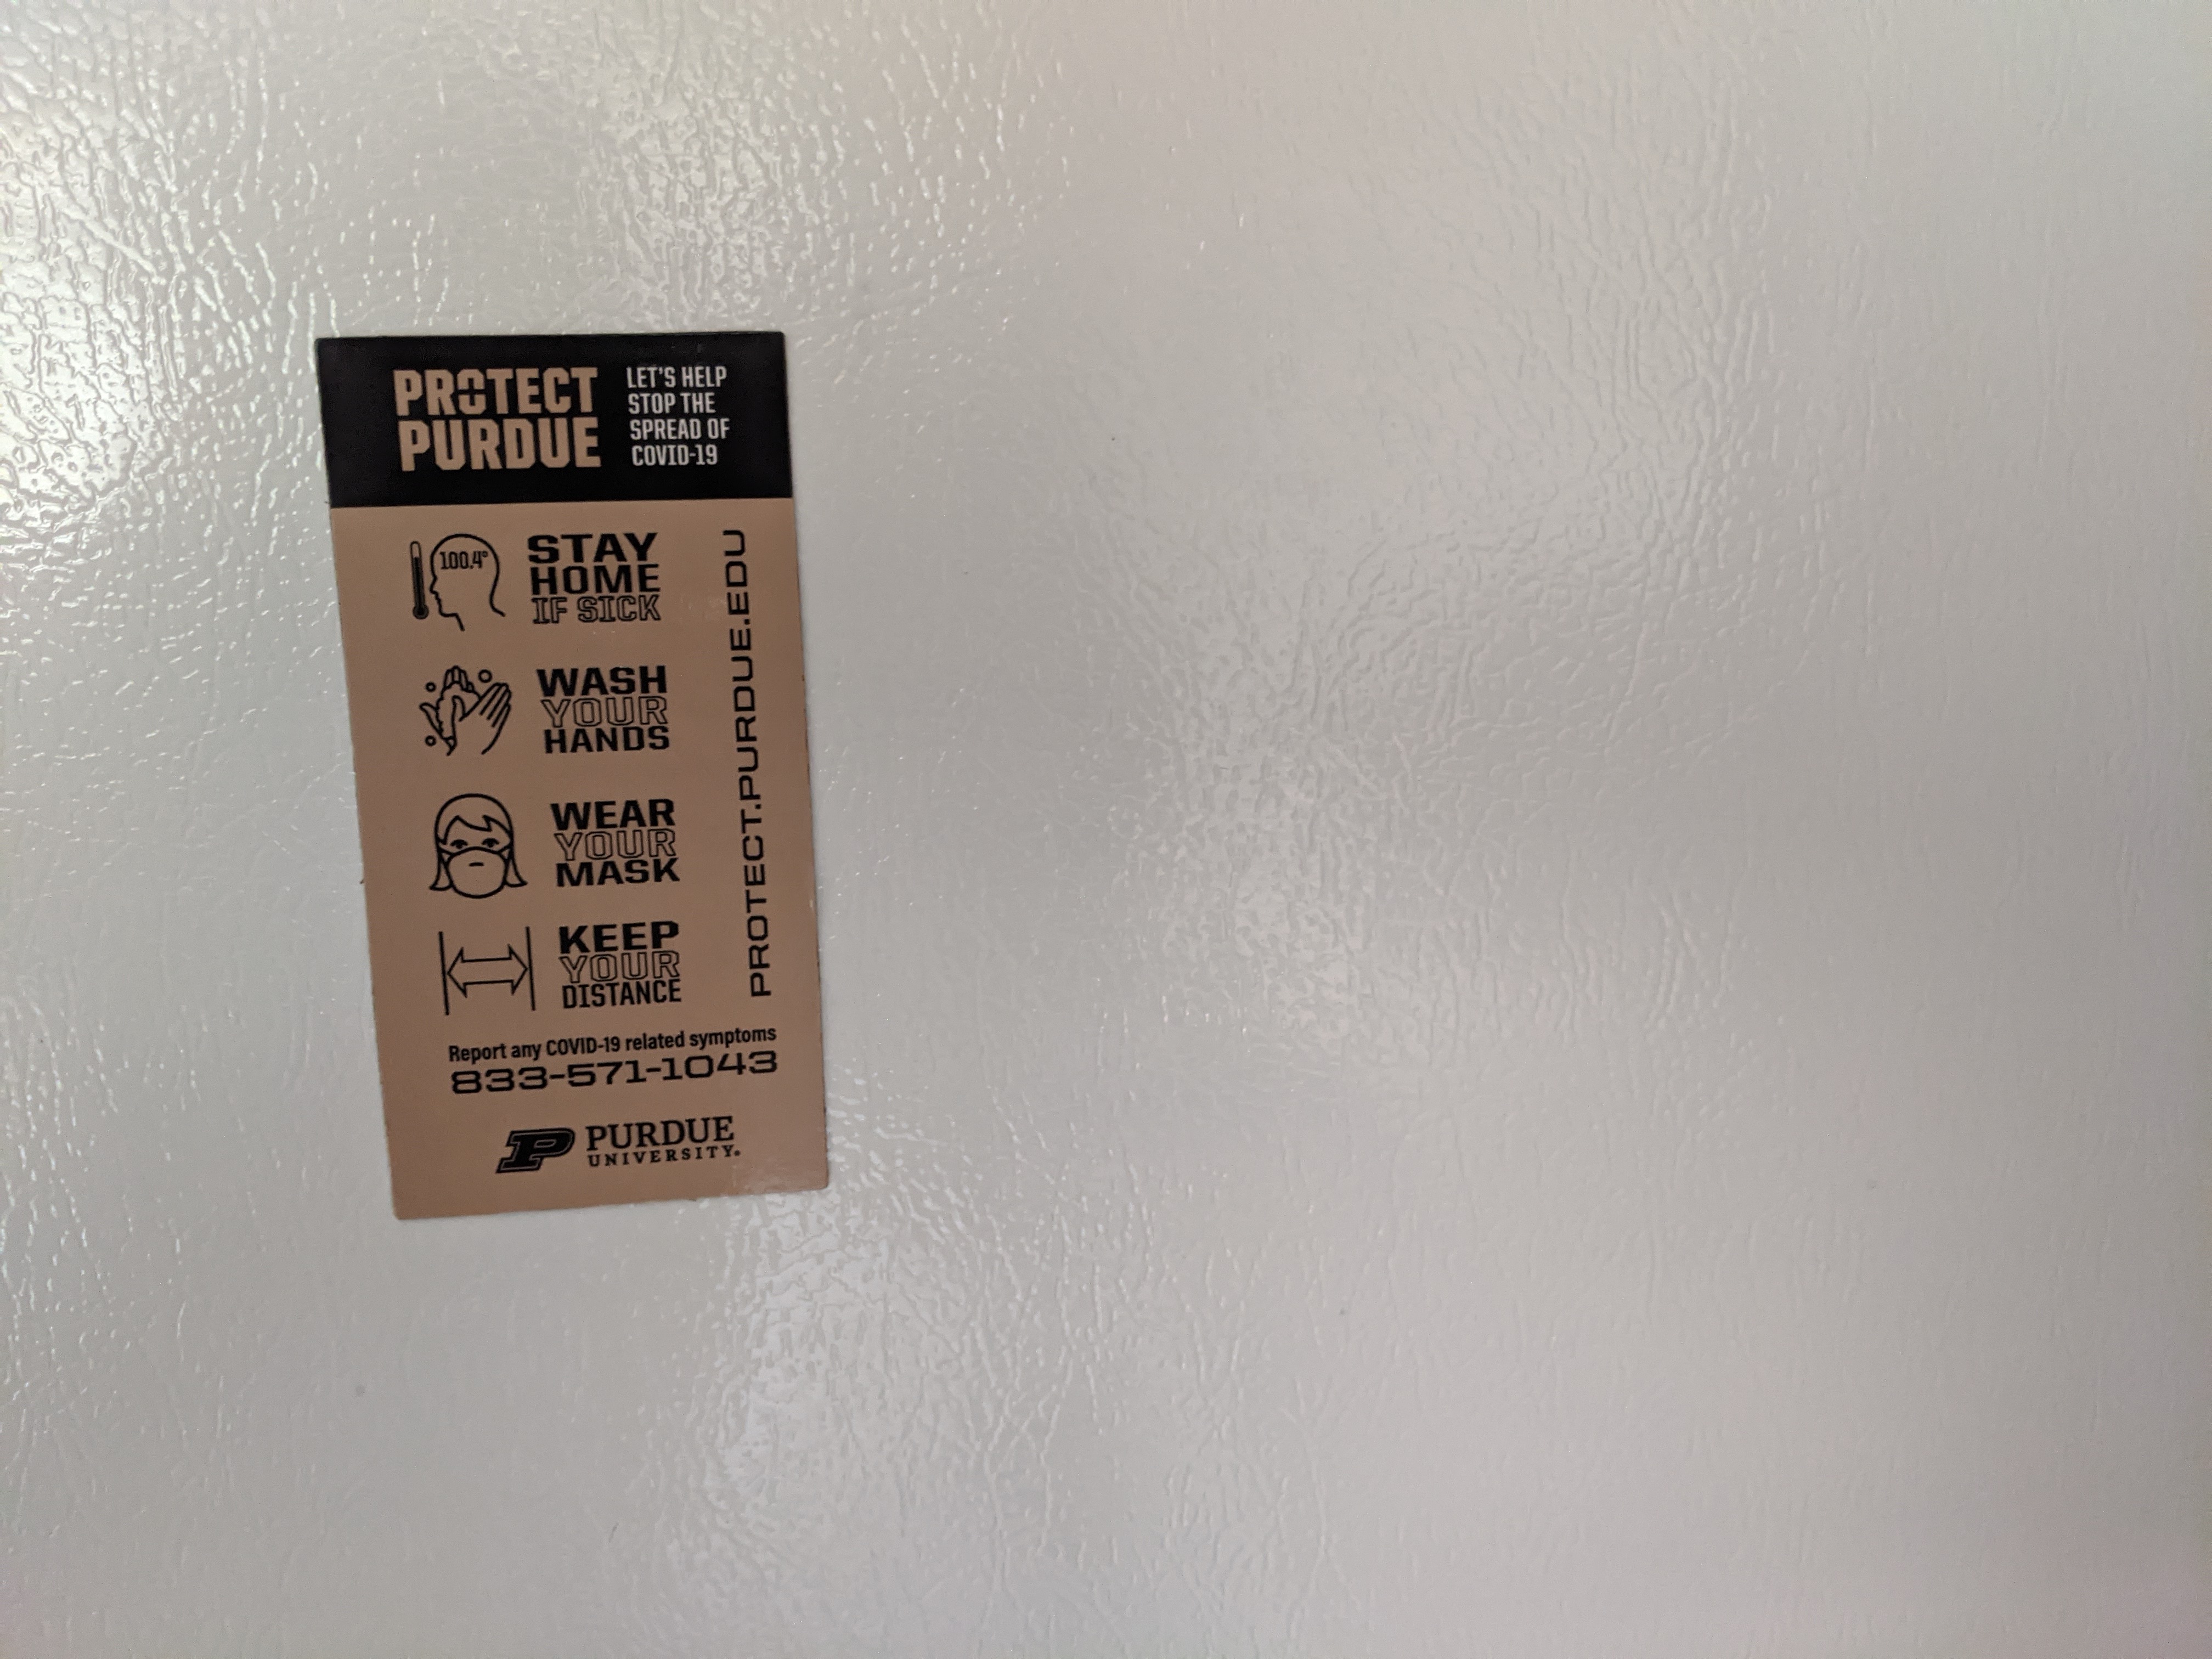 PROTECT
PURDUE
LET'S HELP
STOP THE
SPREAD OF
COVID-19
100.4°
STAY
HOME
IF SICK
WASH
YOUR
HANDS
WEAR
YOUR
MASK
KEEP
YOUR
DISTANCE
PROTECT.PURDUE.EDU
Report any COVID-19 related symptoms
833-571-1043
P
PURDUE
UNIVERSITY.